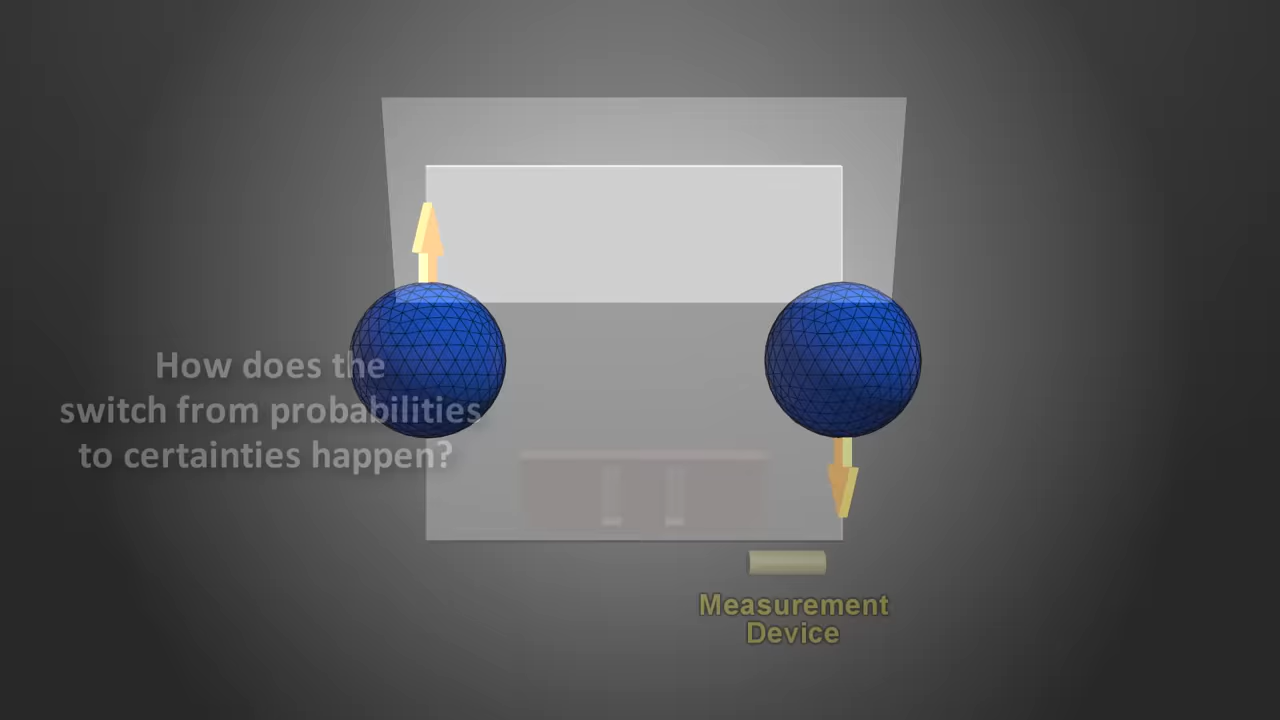 How does the
switch from probabilities
to certainties happen?
Measurement
Device